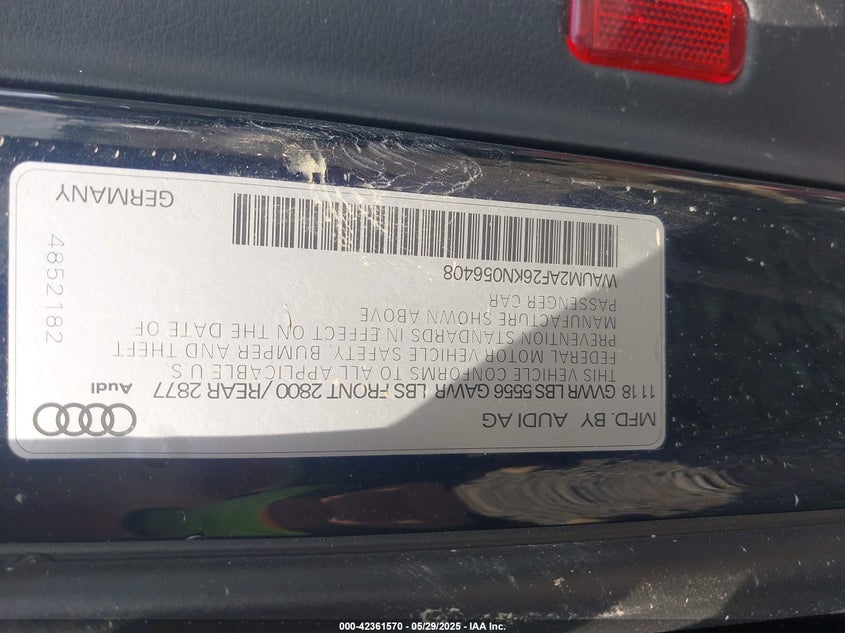 MFD. BY AUDI AG
1118 GVWR LBS 5556 GAWR LBS FRONT 2800/REAR 2877
THIS VEHICLE CONFORMS TO ALL APPLICABLE U.S.
FEDERAL MOTOR VEHICLE SAFETY, BUMPER AND THEFT
PREVENTION STANDARDS IN EFFECT ON THE DATE OF
MANUFACTURE SHOWN ABOVE
PASSENGER CAR
WAUM2AF26KN056408
Audi
4852182
GERMANY
000-42361570 - 05/29/2025 - IAA Inc.